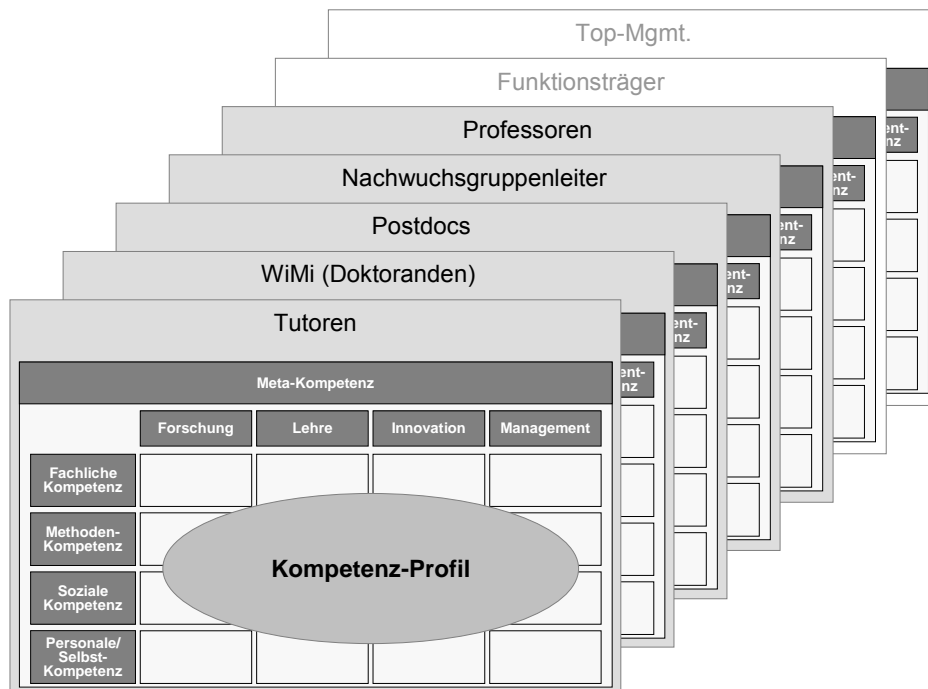 Top-Mgmt.
Funktionsträger
Professoren
Nachwuchsgruppenleiter
Postdocs
WiMi (Doktoranden)
Tutoren
Meta-Kompetenz
Forschung Lehre Innovation Management
Fachliche
Kompetenz
Methoden-
Kompetenz
Soziale
Kompetenz
Personale/
Selbst-
Kompetenz
Kompetenz-Profil